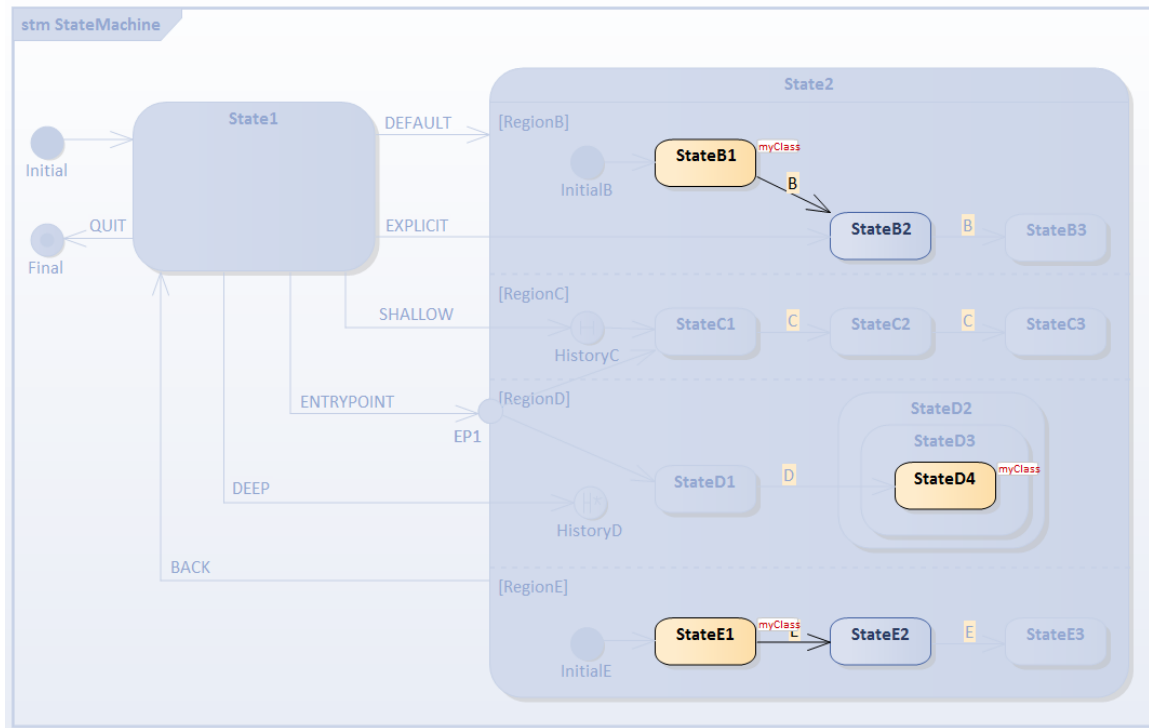 stm StateMachine
State2
State1
DEFAULT
[RegionB]
StateB1
myClass
Initial
InitialB
B
QUIT
EXPLICIT
StateB2
B
StateB3
Final
[RegionC]
SHALLOW
H
StateC1
C
StateC2
C
StateC3
HistoryC
ENTRYPOINT
[RegionD]
EP1
StateD2
StateD3
StateD1
D
StateD4
myClass
DEEP
H*
HistoryD
BACK
[RegionE]
StateE1
myClass
E
StateE2
E
StateE3
InitialE